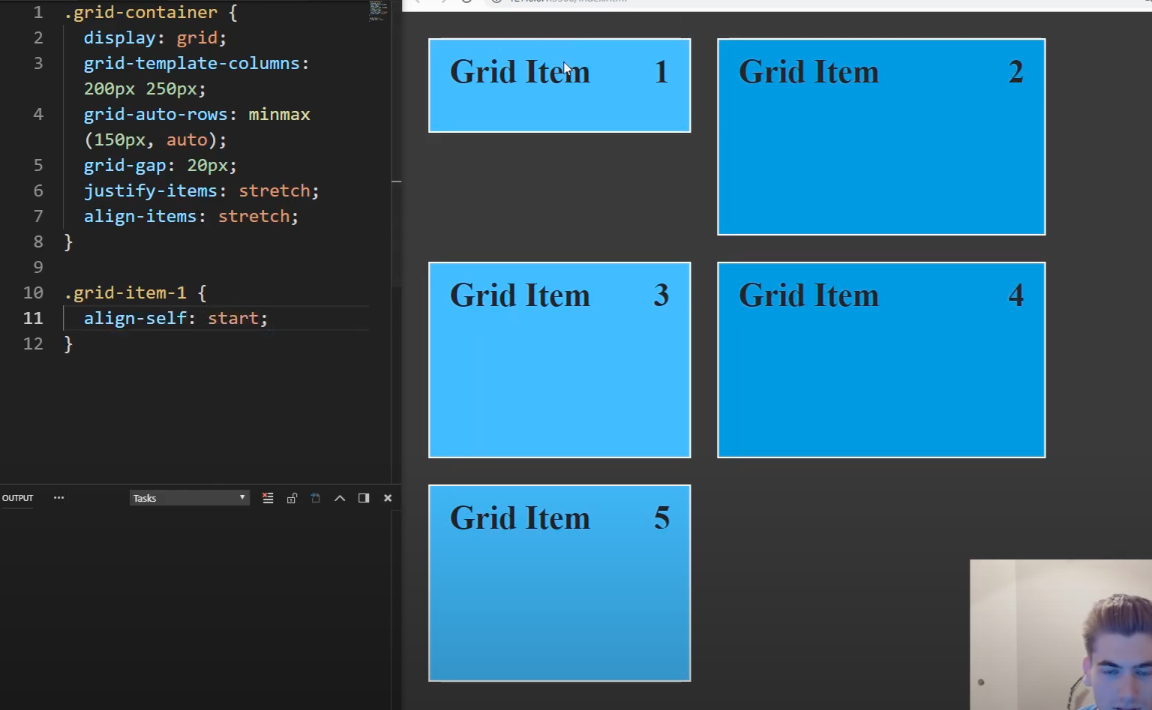 1 .grid-container {
2 display: grid;
3 grid-template-columns:
200px 250px;
4 grid-auto-rows: minmax
(150px, auto);
5 grid-gap: 20px;
6 justify-items: stretch;
7 align-items: stretch;
8 }
9
10 .grid-item-1 {
11 align-self: start;
12 }
OUTPUT ... Tasks
Grid Item 1
Grid Item 2
Grid Item 3
Grid Item 4
Grid Item 5